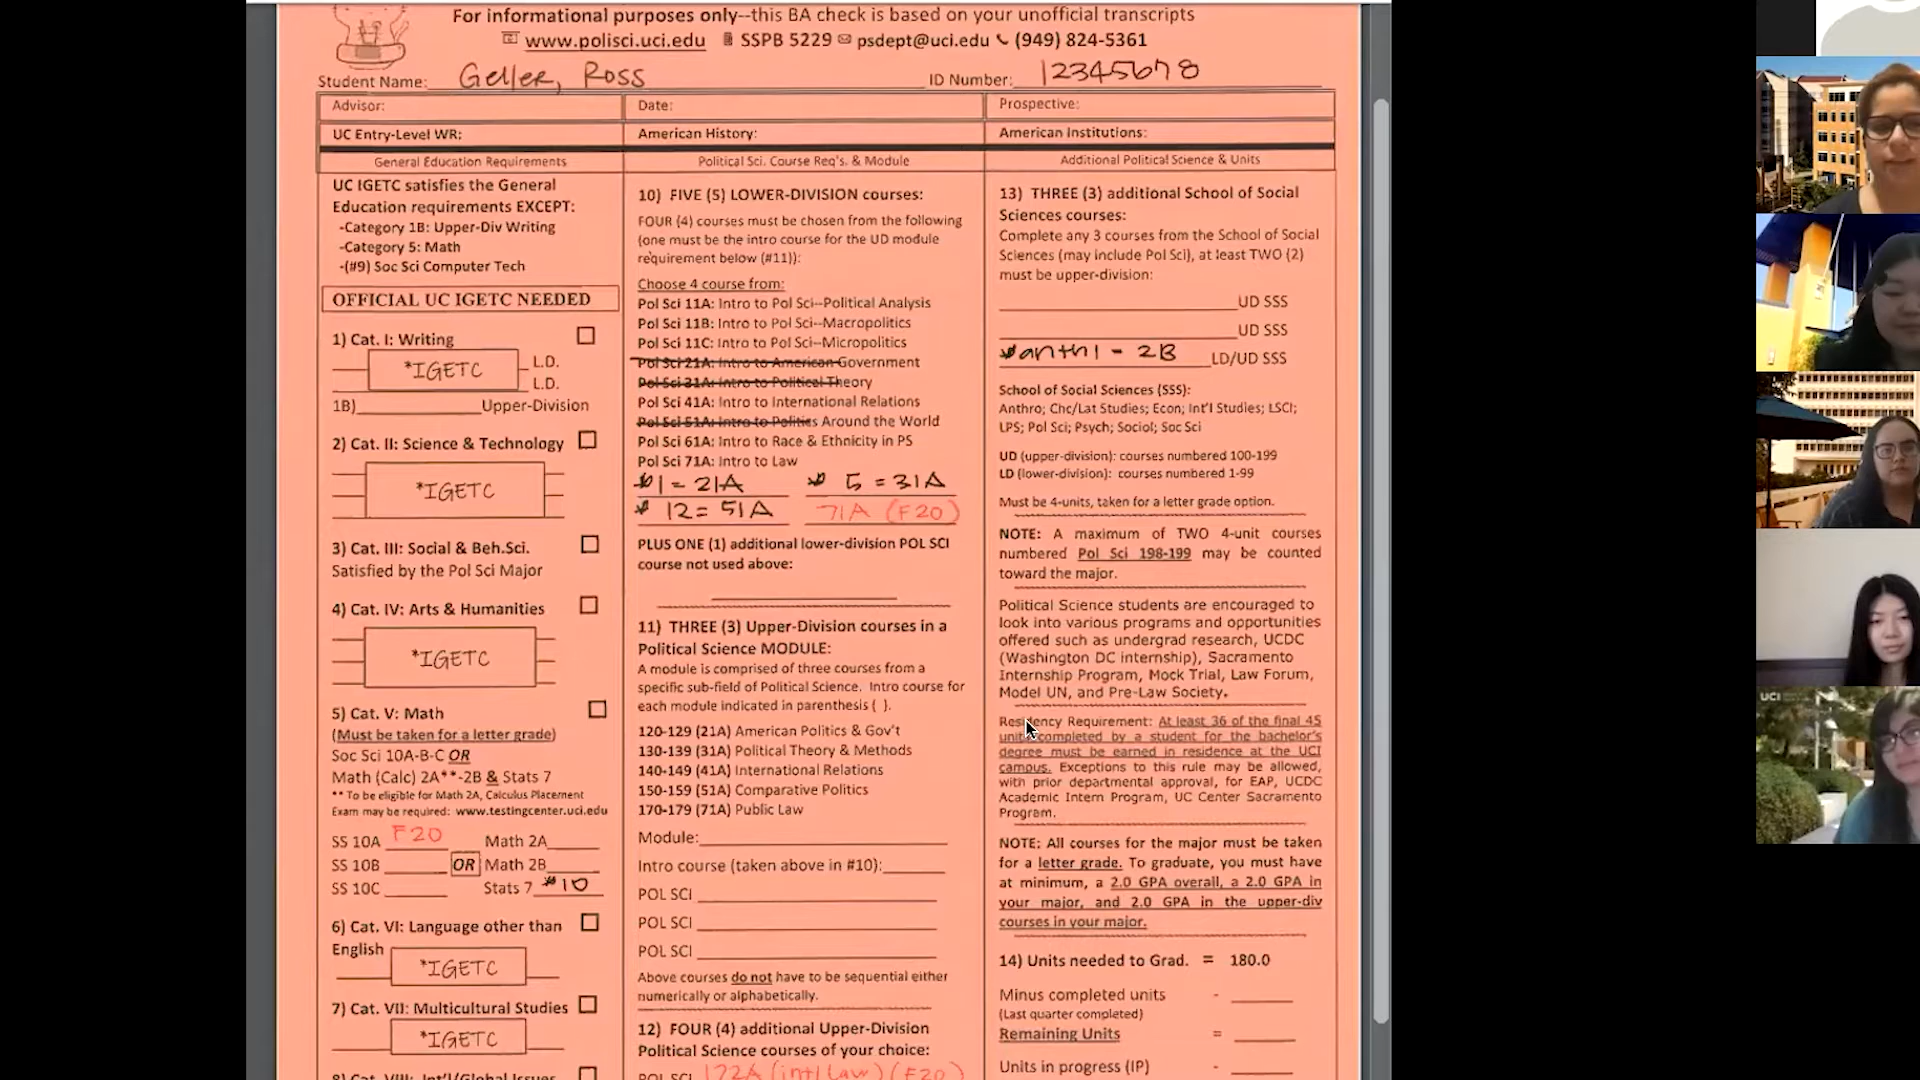 For informational purposes only--this BA check is based on your unofficial transcripts
www.polisci.uci.edu SSPB 5229 psdept@uci.edu (949) 824-5361
Student Name: Geller, Ross ID Number: 12345678
Advisor: Date: Prospective:
UC Entry-Level WR: American History: American Institutions:
General Education Requirements Political Sci. Course Req's. & Module Additional Political Science & Units
UC IGETC satisfies the General
Education requirements EXCEPT:
-Category 1B: Upper-Div Writing
-Category 5: Math
-(#9) Soc Sci Computer Tech
OFFICIAL UC IGETC NEEDED
1) Cat. I: Writing
*IGETC
L.D.
L.D.
1B) Upper-Division
2) Cat. II: Science & Technology
*IGETC
3) Cat. III: Social & Beh.Sci.
Satisfied by the Pol Sci Major
4) Cat. IV: Arts & Humanities
*IGETC
5) Cat. V: Math
(Must be taken for a letter grade)
Soc Sci 10A-B-C OR
Math (Calc) 2A**-2B & Stats 7
** To be eligible for Math 2A, Calculus Placement
Exam may be required: www.testingcenter.uci.edu
SS 10A F20 Math 2A
SS 10B OR Math 2B
SS 10C Stats 7 *10
6) Cat. VI: Language other than
English
*IGETC
7) Cat. VII: Multicultural Studies
*IGETC
8) Cat. VIII: Int'l/Global Issues
10) FIVE (5) LOWER-DIVISION courses:
FOUR (4) courses must be chosen from the following
(one must be the intro course for the UD module
requirement below (#11)):
Choose 4 course from:
Pol Sci 11A: Intro to Pol Sci--Political Analysis
Pol Sci 11B: Intro to Pol Sci--Macropolitics
Pol Sci 11C: Intro to Pol Sci--Micropolitics
Pol Sci 21A: Intro to American Government
Pol Sci 31A: Intro to Political Theory
Pol Sci 41A: Intro to International Relations
Pol Sci 51A: Intro to Politics Around the World
Pol Sci 61A: Intro to Race & Ethnicity in PS
Pol Sci 71A: Intro to Law
*1 = 21A * 5 = 31A
* 12 = 51A 71A (F20)
PLUS ONE (1) additional lower-division POL SCI
course not used above:
11) THREE (3) Upper-Division courses in a
Political Science MODULE:
A module is comprised of three courses from a
specific sub-field of Political Science. Intro course for
each module indicated in parenthesis ( ).
120-129 (21A) American Politics & Gov't
130-139 (31A) Political Theory & Methods
140-149 (41A) International Relations
150-159 (51A) Comparative Politics
170-179 (71A) Public Law
Module:
Intro course (taken above in #10):
POL SCI
POL SCI
POL SCI
Above courses do not have to be sequential either
numerically or alphabetically.
12) FOUR (4) additional Upper-Division
Political Science courses of your choice:
POL SCI 172A (intl Law) (F20)
13) THREE (3) additional School of Social
Sciences courses:
Complete any 3 courses from the School of Social
Sciences (may include Pol Sci), at least TWO (2)
must be upper-division:
UD SSS
UD SSS
*anth1 = 2B LD/UD SSS
School of Social Sciences (SSS):
Anthro; Chc/Lat Studies; Econ; Int'l Studies; LSCI;
LPS; Pol Sci; Psych; Sociol; Soc Sci
UD (upper-division): courses numbered 100-199
LD (lower-division): courses numbered 1-99
Must be 4-units, taken for a letter grade option.
NOTE: A maximum of TWO 4-unit courses
numbered Pol Sci 198-199 may be counted
toward the major.
Political Science students are encouraged to
look into various programs and opportunities
offered such as undergrad research, UCDC
(Washington DC internship), Sacramento
Internship Program, Mock Trial, Law Forum,
Model UN, and Pre-Law Society.
Residency Requirement: At least 36 of the final 45
units completed by a student for the bachelor's
degree must be earned in residence at the UCI
campus. Exceptions to this rule may be allowed,
with prior departmental approval, for EAP, UCDC
Academic Intern Program, UC Center Sacramento
Program.
NOTE: All courses for the major must be taken
for a letter grade. To graduate, you must have
at minimum, a 2.0 GPA overall, a 2.0 GPA in
your major, and 2.0 GPA in the upper-div
courses in your major.
14) Units needed to Grad. = 180.0
Minus completed units -
(Last quarter completed)
Remaining Units =
Units in progress (IP) -
UCI